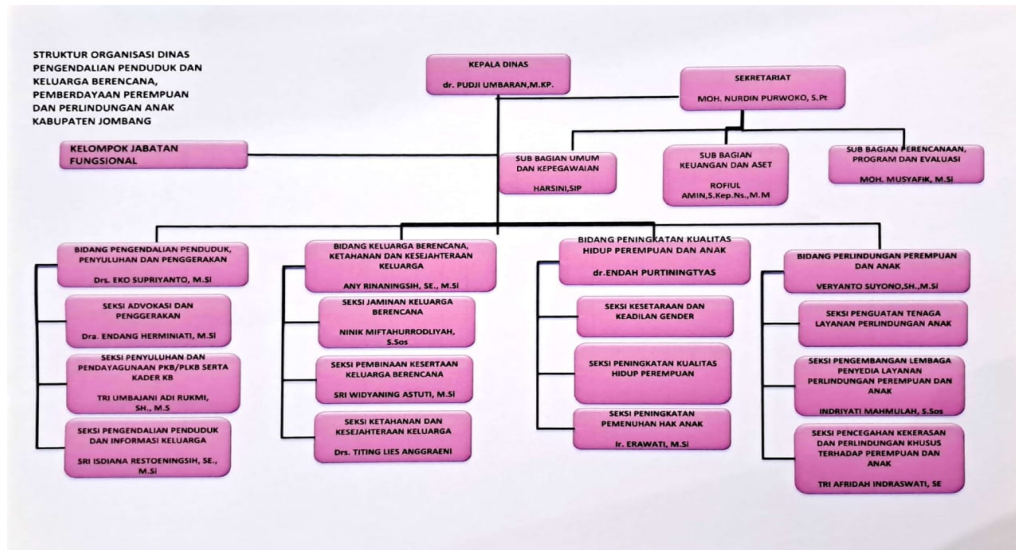 STRUKTUR ORGANISASI DINAS
PENGENDALIAN PENDUDUK DAN
KELUARGA BERENCANA,
PEMBERDAYAAN PEREMPUAN
DAN PERLINDUNGAN ANAK
KABUPATEN JOMBANG
KEPALA DINAS
dr. PUDJI UMBARAN,M.KP.
SEKRETARIAT
MOH. NURDIN PURWOKO, S.Pt
KELOMPOK JABATAN
FUNGSIONAL
SUB BAGIAN UMUM
DAN KEPEGAWAIAN
HARSINI,SIP
SUB BAGIAN
KEUANGAN DAN ASET
ROFIUL
AMIN,S.Kep.Ns.,M.M
SUB BAGIAN PERENCANAAN,
PROGRAM DAN EVALUASI
MOH. MUSYAFIK, M.Si
BIDANG PENGENDALIAN PENDUDUK,
PENYULUHAN DAN PENGGERAKAN
Drs. EKO SUPRIYANTO, M.Si
SEKSI ADVOKASI DAN
PENGGERAKAN
Dra. ENDANG HERMINIATI, M.Si
SEKSI PENYULUHAN DAN
PENDAYAGUNAAN PKB/PLKB SERTA
KADER KB
TRI UMBAJANI ADI RUKMI,
SH., M.S
SEKSI PENGENDALIAN PENDUDUK
DAN INFORMASI KELUARGA
SRI ISDIANA RESTOENINGSIH, SE.,
M.Si
BIDANG KELUARGA BERENCANA,
KETAHANAN DAN KESEJAHTERAAN
KELUARGA
ANY RINANINGSIH, SE., M.Si
SEKSI JAMINAN KELUARGA
BERENCANA
NINIK MIFTAHURRODLIYAH,
S.Sos
SEKSI PEMBINAAN KESERTAAN
KELUARGA BERENCANA
SRI WIDYANING ASTUTI, M.Si
SEKSI KETAHANAN DAN
KESEJAHTERAAN KELUARGA
Drs. TITING LIES ANGGRAENI
BIDANG PENINGKATAN KUALITAS
HIDUP PEREMPUAN DAN ANAK
dr.ENDAH PURTININGTYAS
SEKSI KESETARAAN DAN
KEADILAN GENDER
SEKSI PENINGKATAN KUALITAS
HIDUP PEREMPUAN
SEKSI PENINGKATAN
PEMENUHAN HAK ANAK
Ir. ERAWATI, M.Si
BIDANG PERLINDUNGAN PEREMPUAN
DAN ANAK
VERYANTO SUYONO,SH.,M.Si
SEKSI PENGUATAN TENAGA
LAYANAN PERLINDUNGAN ANAK
SEKSI PENGEMBANGAN LEMBAGA
PENYEDIA LAYANAN
PERLINDUNGAN PEREMPUAN DAN
ANAK
INDRIYATI MAHMULAH, S.Sos
SEKSI PENCEGAHAN KEKERASAN
DAN PERLINDUNGAN KHUSUS
TERHADAP PEREMPUAN DAN
ANAK
TRI AFRIDAH INDRASWATI, SE